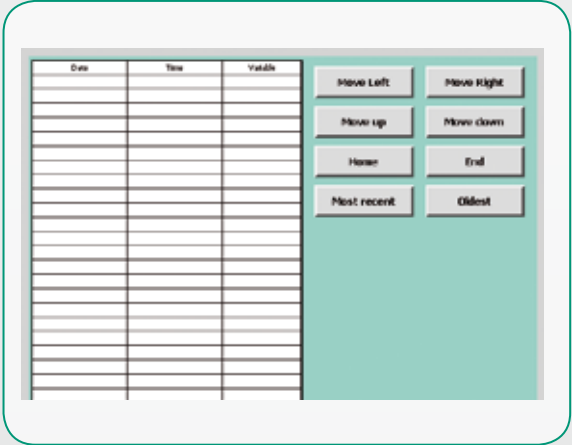 Date Time Variable
Move Left Move Right
Move up Move down
Home End
Most recent Oldest